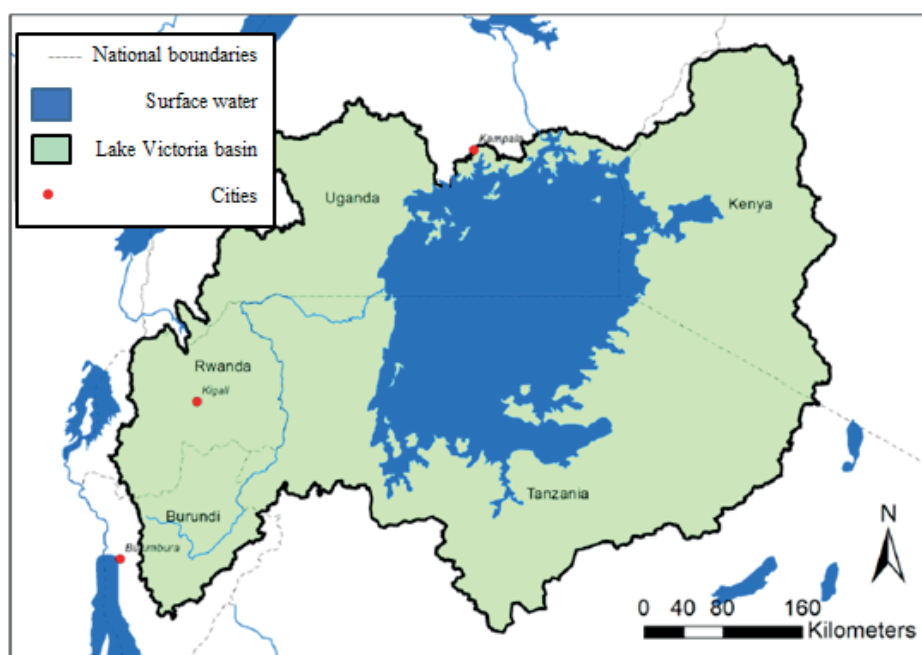 National boundaries
Surface water
Lake Victoria basin
Cities
Kampala
Uganda
Kenya
Rwanda
Kigali
Tanzania
Burundi
Bujumbura
N
0 40 80 160
Kilometers